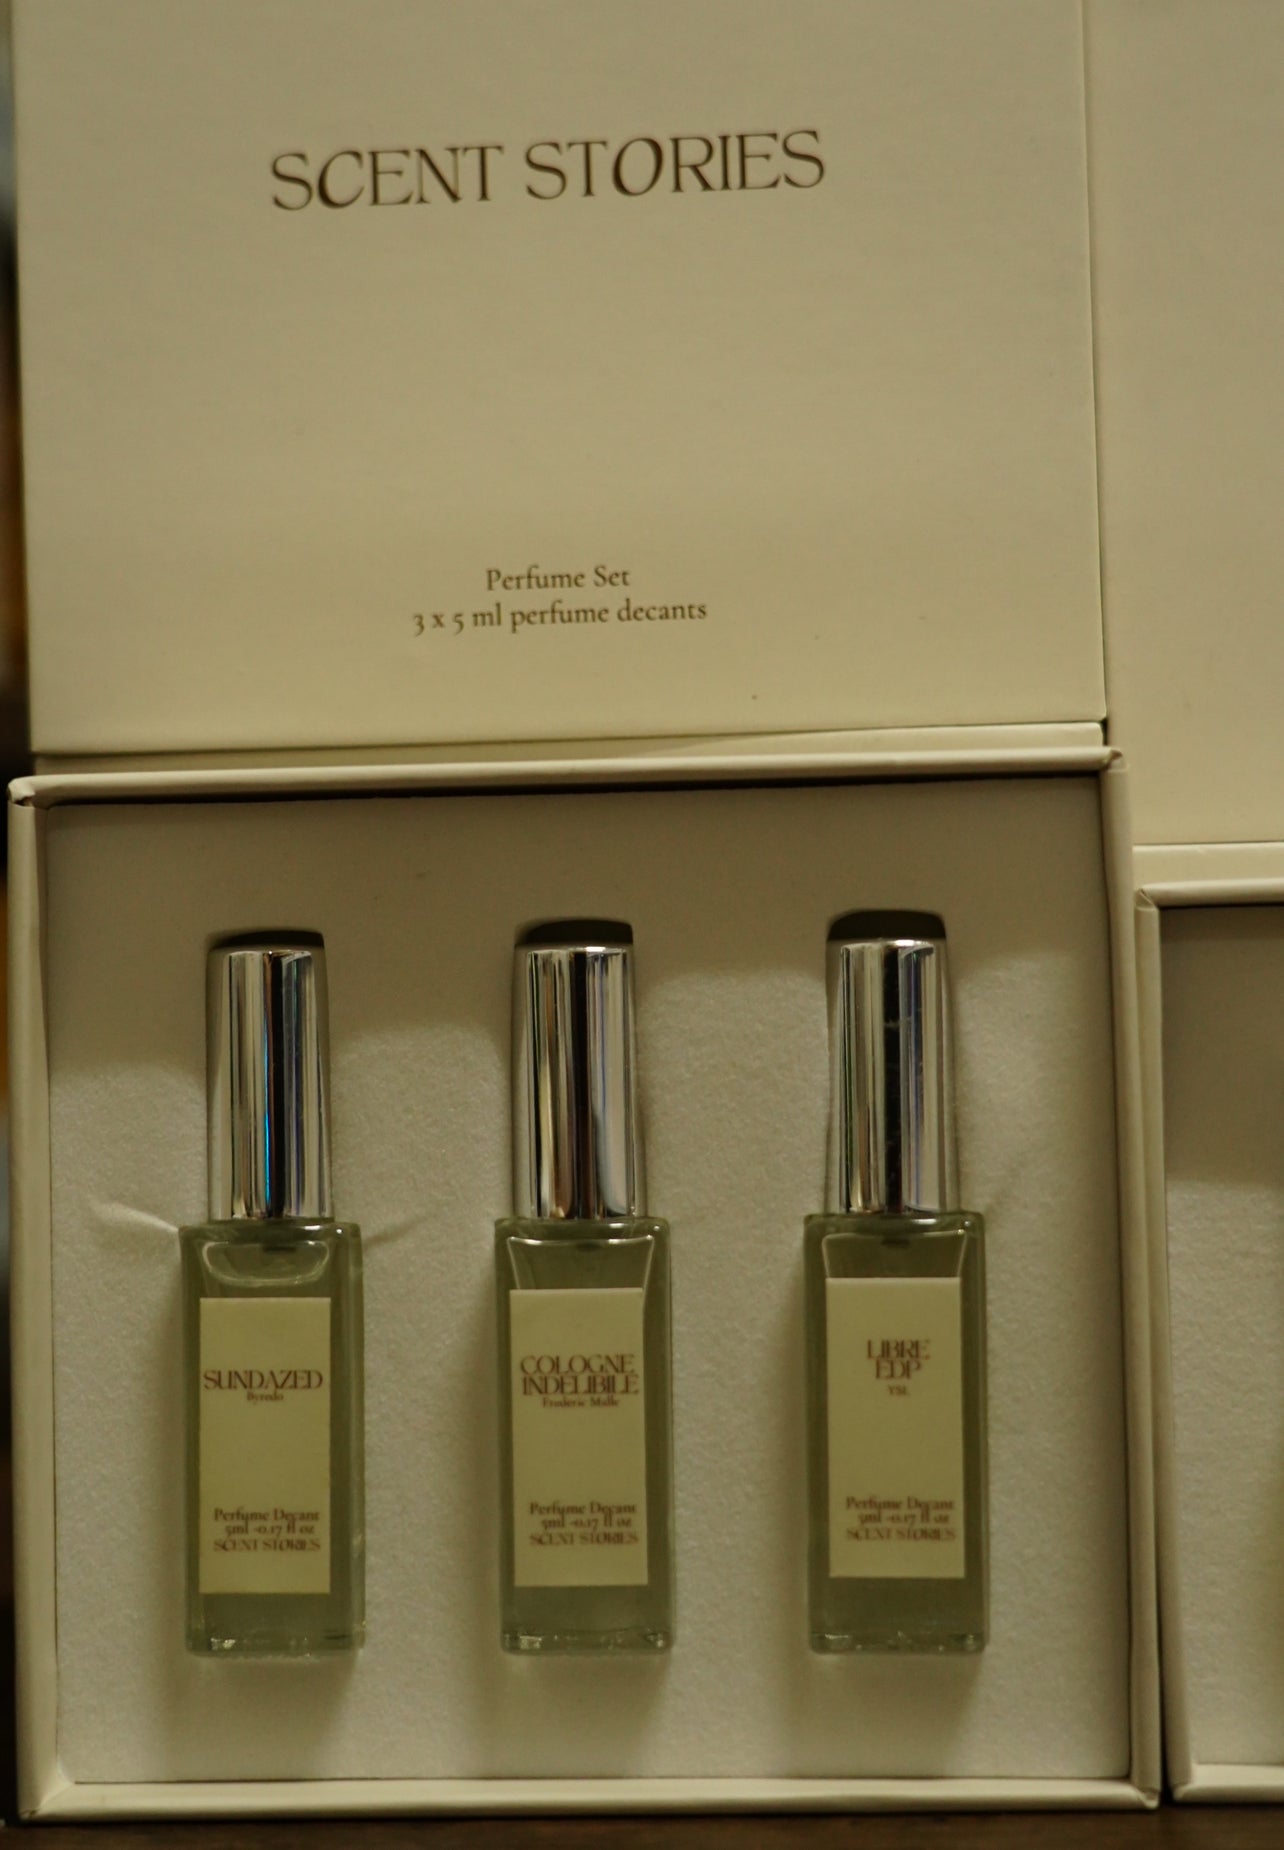 SCENT STORIES
Perfume Set
3 x 5 ml perfume decants
SUNDAZED
Byredo
Perfume Decant
5ml -0.17 fl oz
SCENT STORIES
COLOGNE
INDELIBILE
Frederic Malle
Perfume Decant
5ml -0.17 fl oz
SCENT STORIES
LIBRE
EDP
YSL
Perfume Decant
5ml -0.17 fl oz
SCENT STORIES